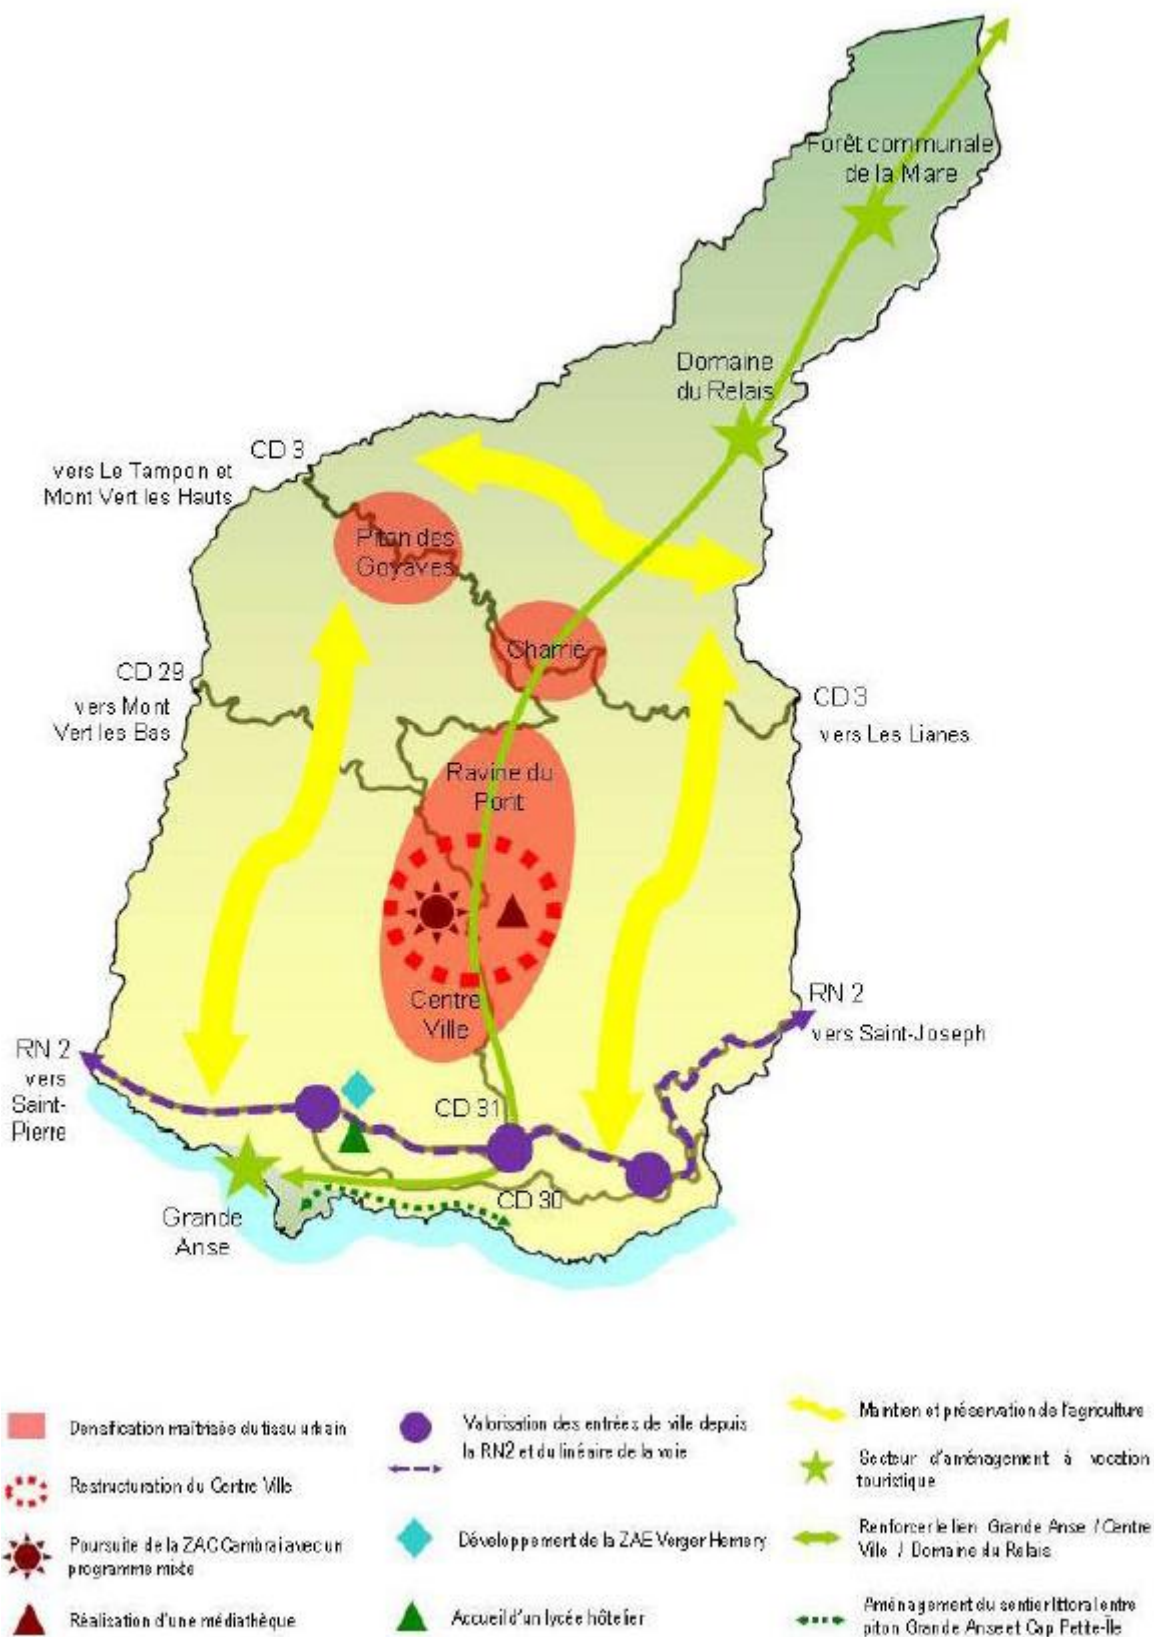 Forêt communale
de la Mare
Domaine
du Relais
CD 3
vers Le Tampon et
Mont Vert les Hauts
Piton des
Goyaves
Charrié
CD 29
vers Mont
Vert les Bas
CD 3
vers Les Lianes
Ravine du
Pont
Centre
Ville
RN 2
vers Saint-Joseph
RN 2
vers
Saint-
Pierre
CD 31
CD 30
Grande
Anse
Densification maîtrisée du tissu urbain
Restructuration du Centre Ville
Poursuite de la ZAC Cambrai avec un
programme mixte
Réalisation d'une médiathèque
Valorisation des entrées de ville depuis
la RN2 et du linéaire de la voie
Développement de la ZAE Verger Hemery
Accueil d'un lycée hôtelier
Maintien et préservation de l'agriculture
Secteur d'aménagement à vocation
touristique
Renforcer le lien Grande Anse / Centre
Ville / Domaine du Relais
Aménagement du sentier littoral entre
piton Grande Anse et Cap Petite-Île